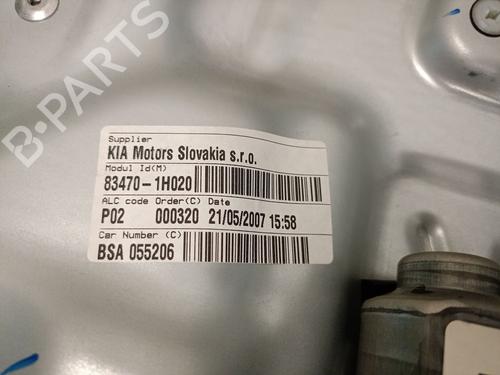 B-PARTS
Supplier
KIA Motors Slovakia s.r.o.
Modul Id(M)
83470-1H020
ALC code Order(C) Date
P02 000320 21/05/2007 15:58
Car Number (C)
BSA 055206